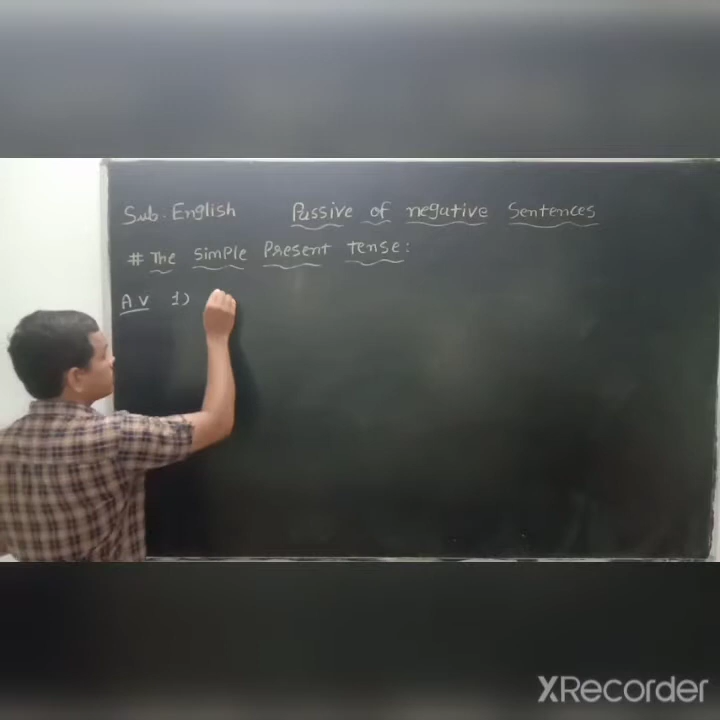 Sub. English Passive of negative Sentences
# The Simple Present tense:
A V 1)
XRecorder